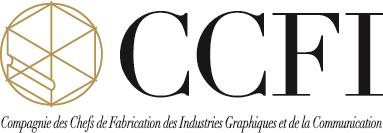 CCFI
Compagnie des Chefs de Fabrication des Industries Graphiques et de la Communication